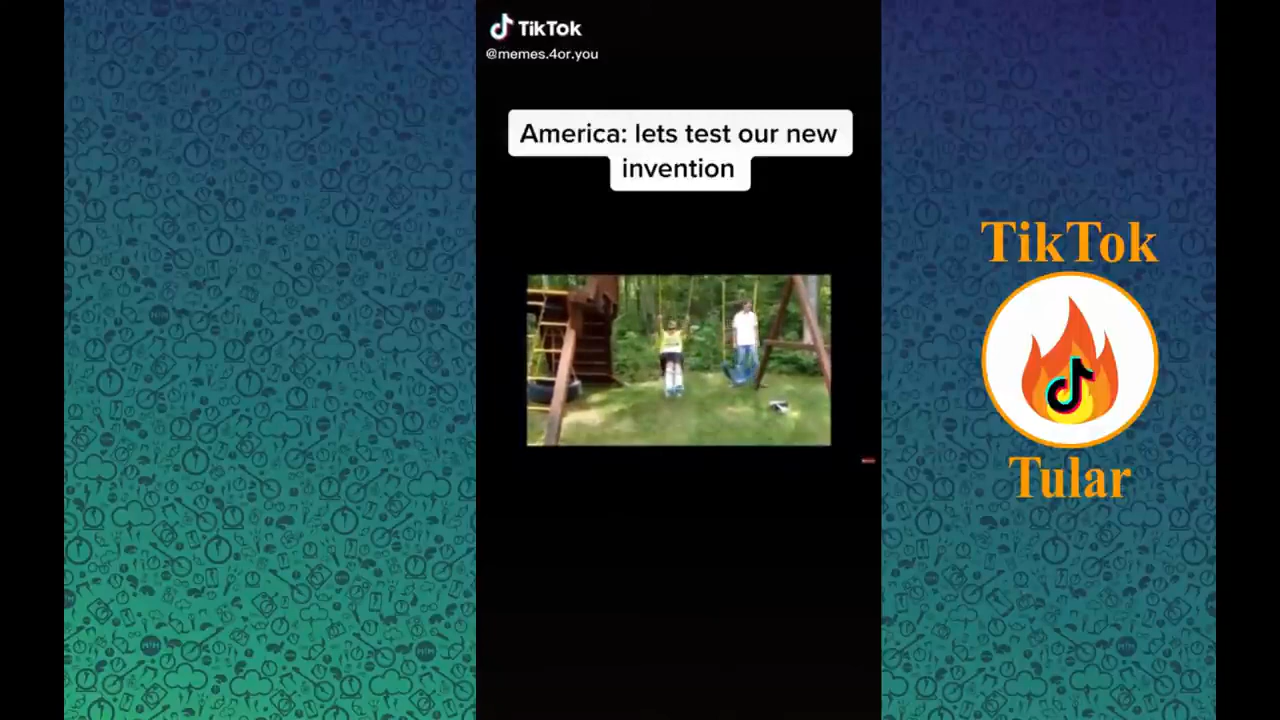 TikTok
@memes.4or.you
America: lets test our new
invention
TikTok
Tular